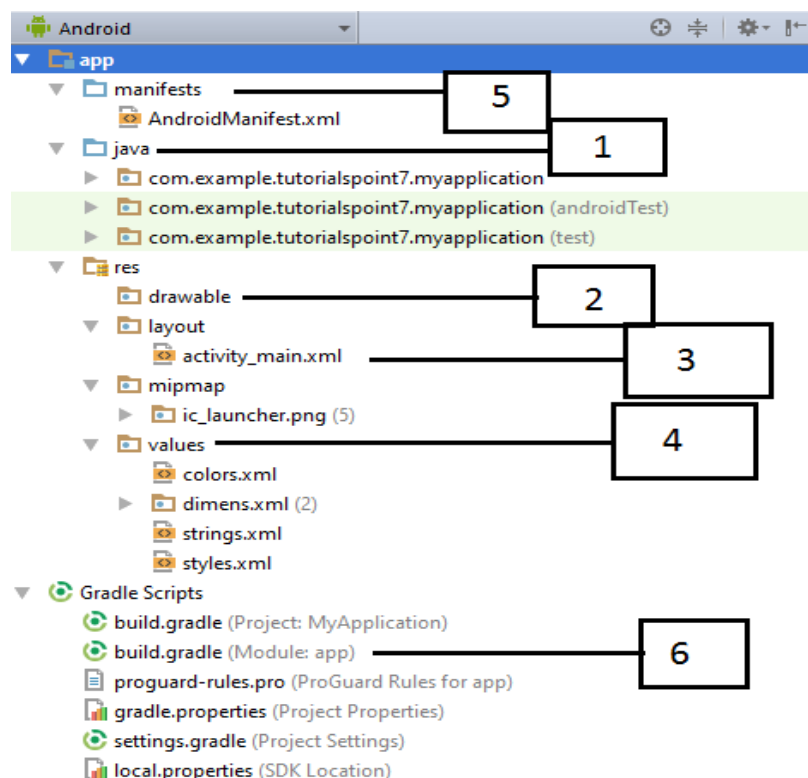 Android
app
manifests
5
AndroidManifest.xml
java
1
com.example.tutorialspoint7.myapplication
com.example.tutorialspoint7.myapplication (androidTest)
com.example.tutorialspoint7.myapplication (test)
res
drawable
2
layout
activity_main.xml
3
mipmap
ic_launcher.png (5)
values
4
colors.xml
dimens.xml (2)
strings.xml
styles.xml
Gradle Scripts
build.gradle (Project: MyApplication)
build.gradle (Module: app)
6
proguard-rules.pro (ProGuard Rules for app)
gradle.properties (Project Properties)
settings.gradle (Project Settings)
local.properties (SDK Location)